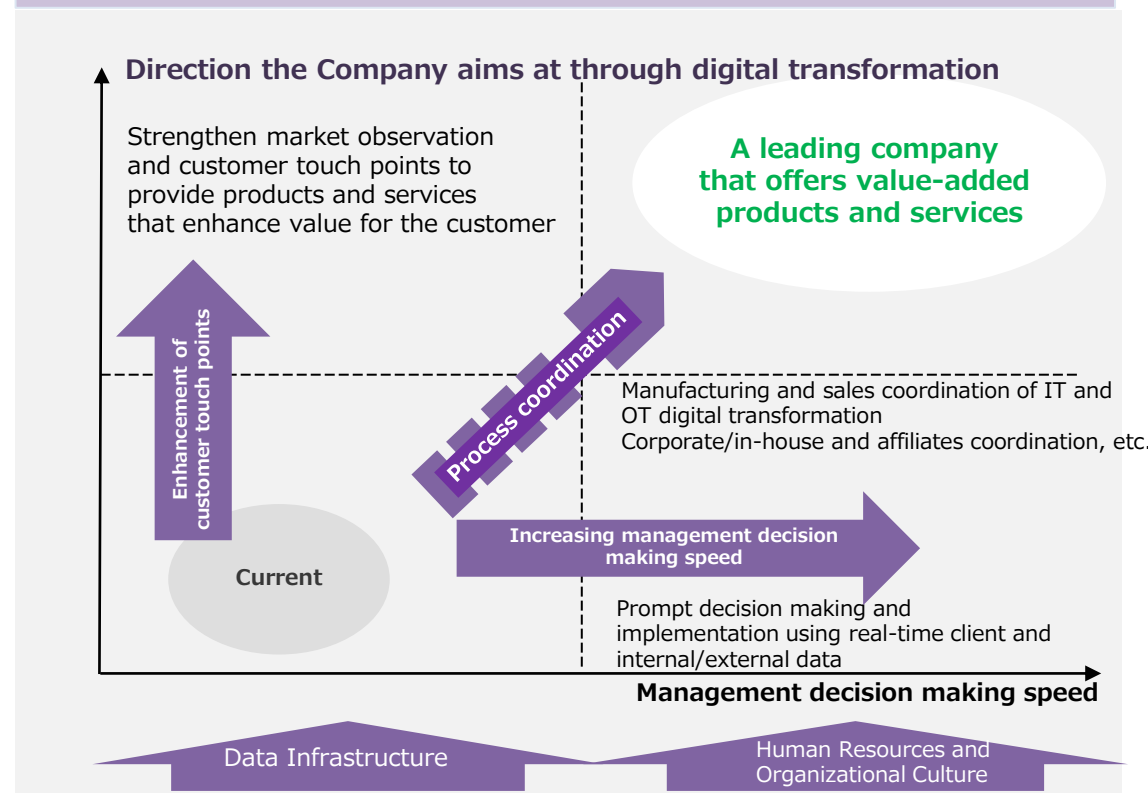 Direction the Company aims at through digital transformation
Strengthen market observation
and customer touch points to
provide products and services
that enhance value for the customer
A leading company
that offers value-added
products and services
Enhancement of
customer touch points
Process coordination
Manufacturing and sales coordination of IT and
OT digital transformation
Corporate/in-house and affiliates coordination, etc.
Increasing management decision
making speed
Current
Prompt decision making and
implementation using real-time client and
internal/external data
Management decision making speed
Data Infrastructure
Human Resources and
Organizational Culture